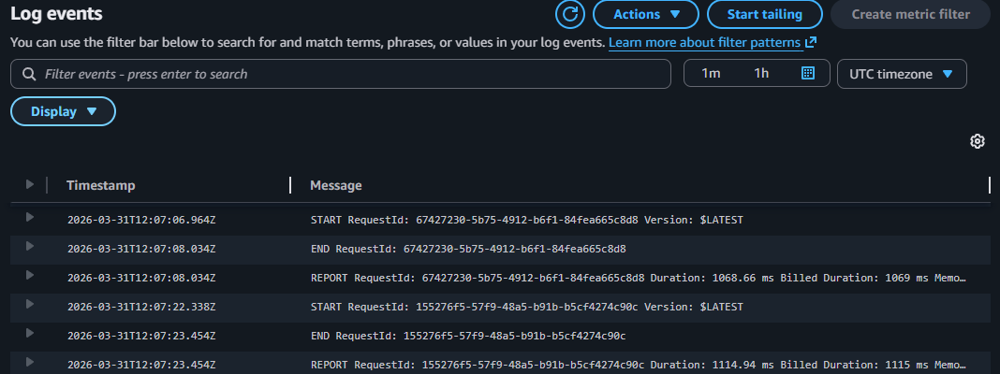 Log events
Actions
Start tailing
Create metric filter
You can use the filter bar below to search for and match terms, phrases, or values in your log events. Learn more about filter patterns
Filter events - press enter to search
1m 1h
UTC timezone
Display
Timestamp Message
2026-03-31T12:07:06.964Z START RequestId: 67427230-5b75-4912-b6f1-84fea665c8d8 Version: $LATEST
2026-03-31T12:07:08.034Z END RequestId: 67427230-5b75-4912-b6f1-84fea665c8d8
2026-03-31T12:07:08.034Z REPORT RequestId: 67427230-5b75-4912-b6f1-84fea665c8d8 Duration: 1068.66 ms Billed Duration: 1069 ms Memo…
2026-03-31T12:07:22.338Z START RequestId: 155276f5-57f9-48a5-b91b-b5cf4274c90c Version: $LATEST
2026-03-31T12:07:23.454Z END RequestId: 155276f5-57f9-48a5-b91b-b5cf4274c90c
2026-03-31T12:07:23.454Z REPORT RequestId: 155276f5-57f9-48a5-b91b-b5cf4274c90c Duration: 1114.94 ms Billed Duration: 1115 ms Memo…